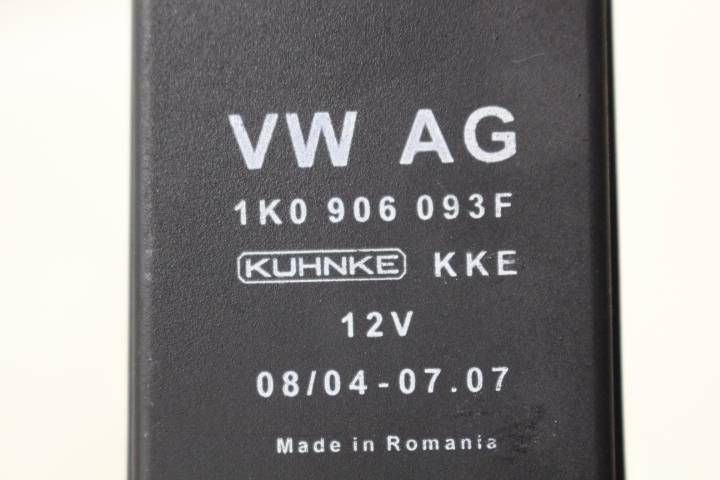 VW AG
1K0 906 093F
KUHNKE KKE
12V
08/04-07.07
Made in Romania